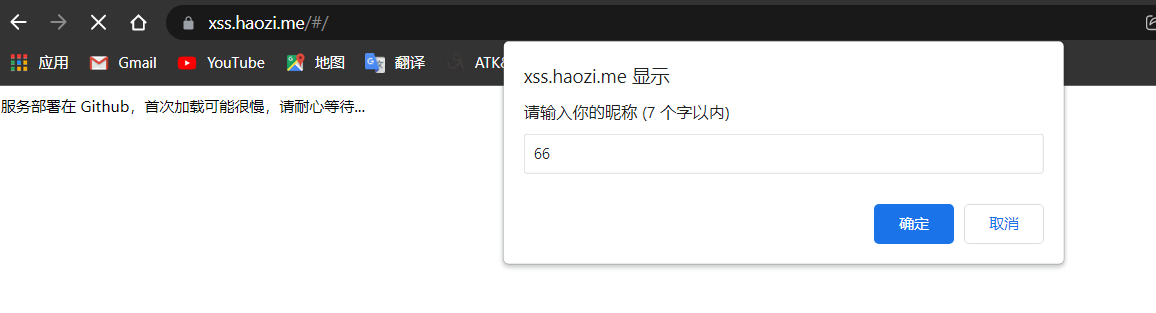 xss.haozi.me/#/
应用 Gmail YouTube 地图 翻译
服务部署在 Github，首次加载可能很慢，请耐心等待...
xss.haozi.me 显示
请输入你的昵称 (7 个字以内)
66
确定 取消